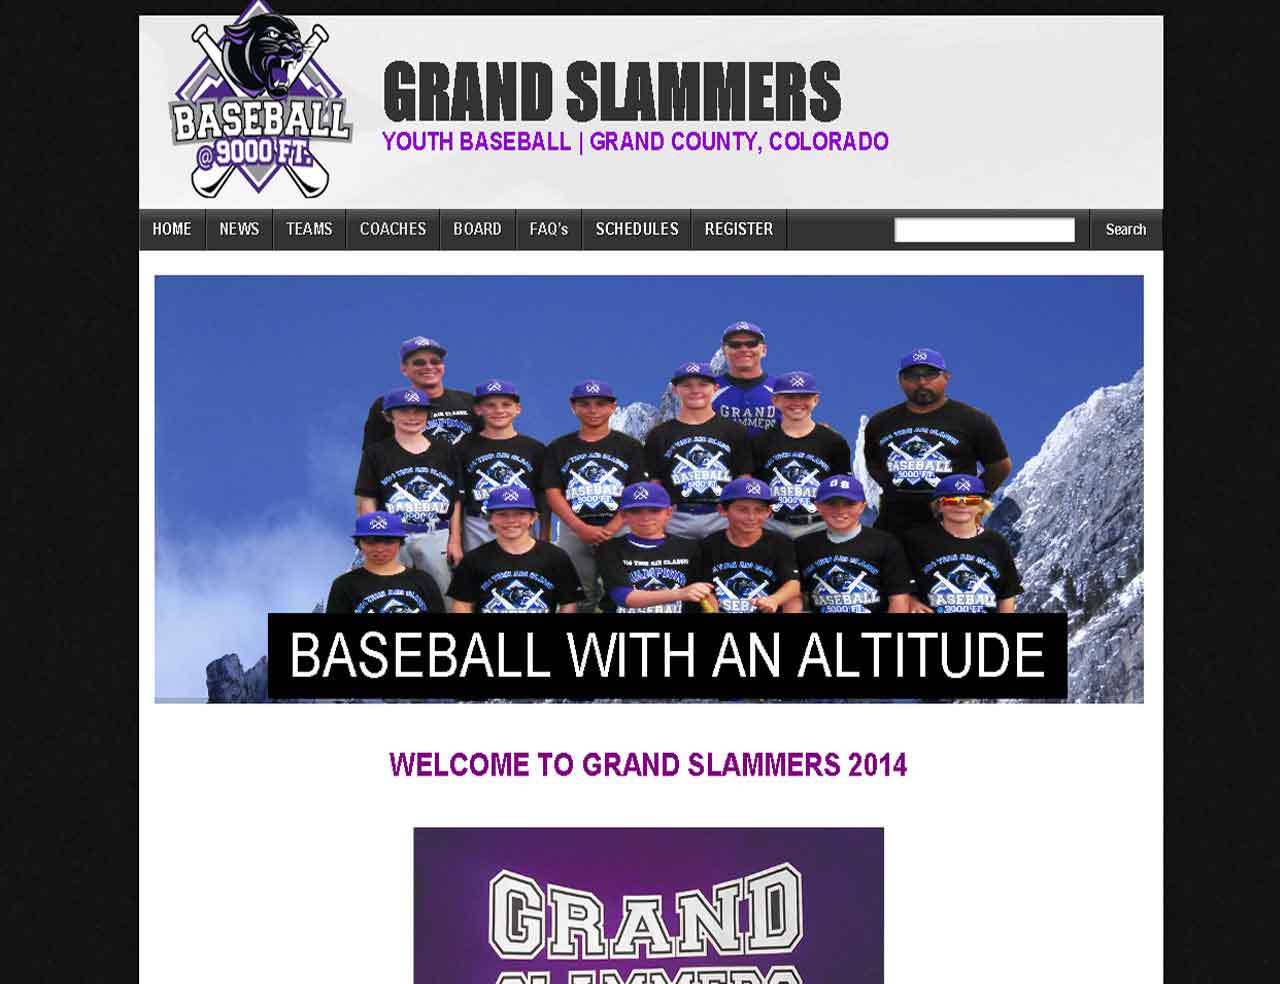 BASEBALL
@ 9000 FT.
GRAND SLAMMERS
YOUTH BASEBALL | GRAND COUNTY, COLORADO
HOME NEWS TEAMS COACHES BOARD FAQ's SCHEDULES REGISTER Search
GRAND
SLAMMERS
BASEBALL
9000 FT.
BASEBALL WITH AN ALTITUDE
WELCOME TO GRAND SLAMMERS 2014
GRAND
SLAMMERS